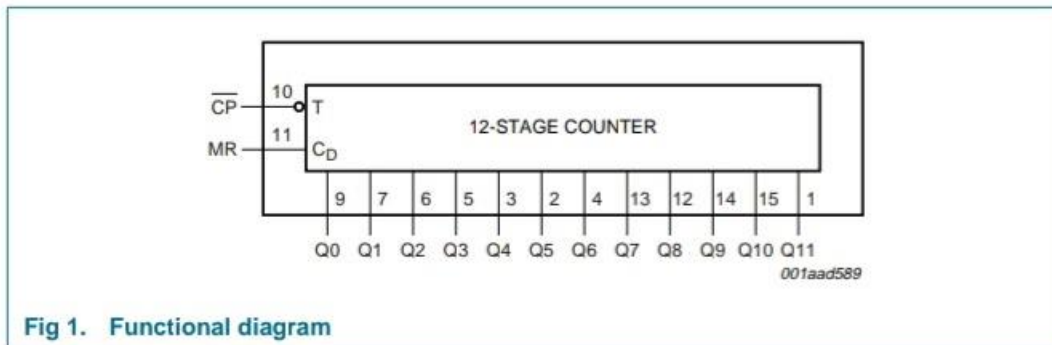 10
C̅P̅ T
12-STAGE COUNTER
11
MR CD
9 7 6 5 3 2 4 13 12 14 15 1
Q0 Q1 Q2 Q3 Q4 Q5 Q6 Q7 Q8 Q9 Q10 Q11
001aad589
Fig 1. Functional diagram